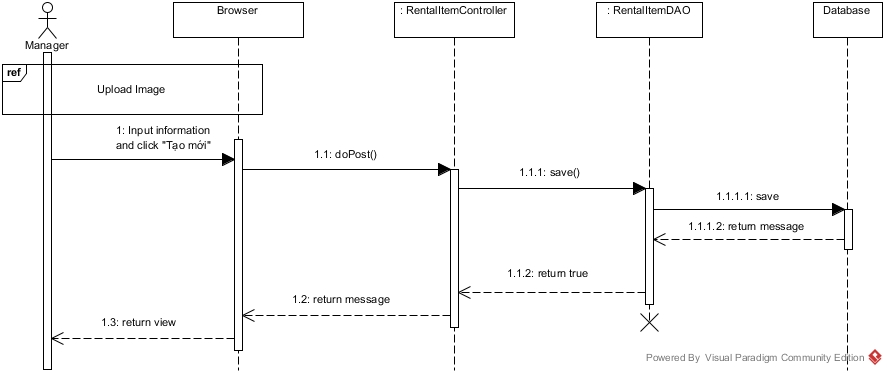 Browser
: RentalItemController
: RentalItemDAO
Database
Manager
ref
Upload Image
1: Input information
and click "Tạo mới"
1.1: doPost()
1.1.1: save()
1.1.1.1: save
1.1.1.2: return message
1.1.2: return true
1.2: return message
1.3: return view
Powered By Visual Paradigm Community Edition